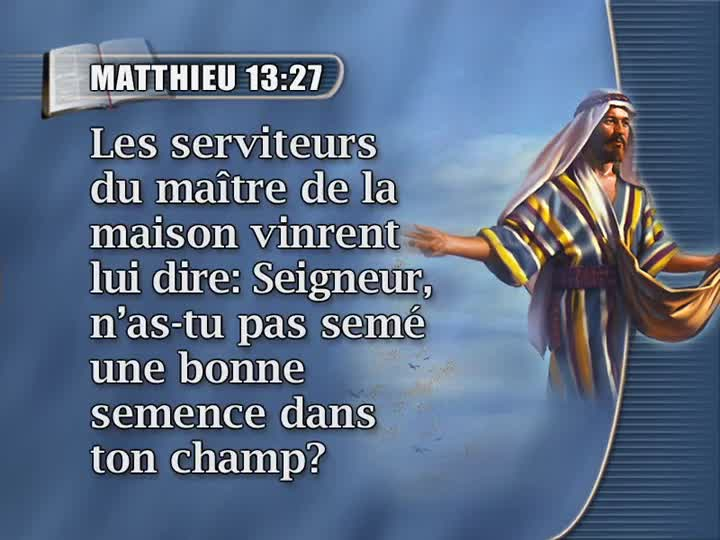 MATTHIEU 13:27
Les serviteurs
du maître de la
maison vinrent
lui dire: Seigneur,
n’as-tu pas semé
une bonne
semence dans
ton champ?